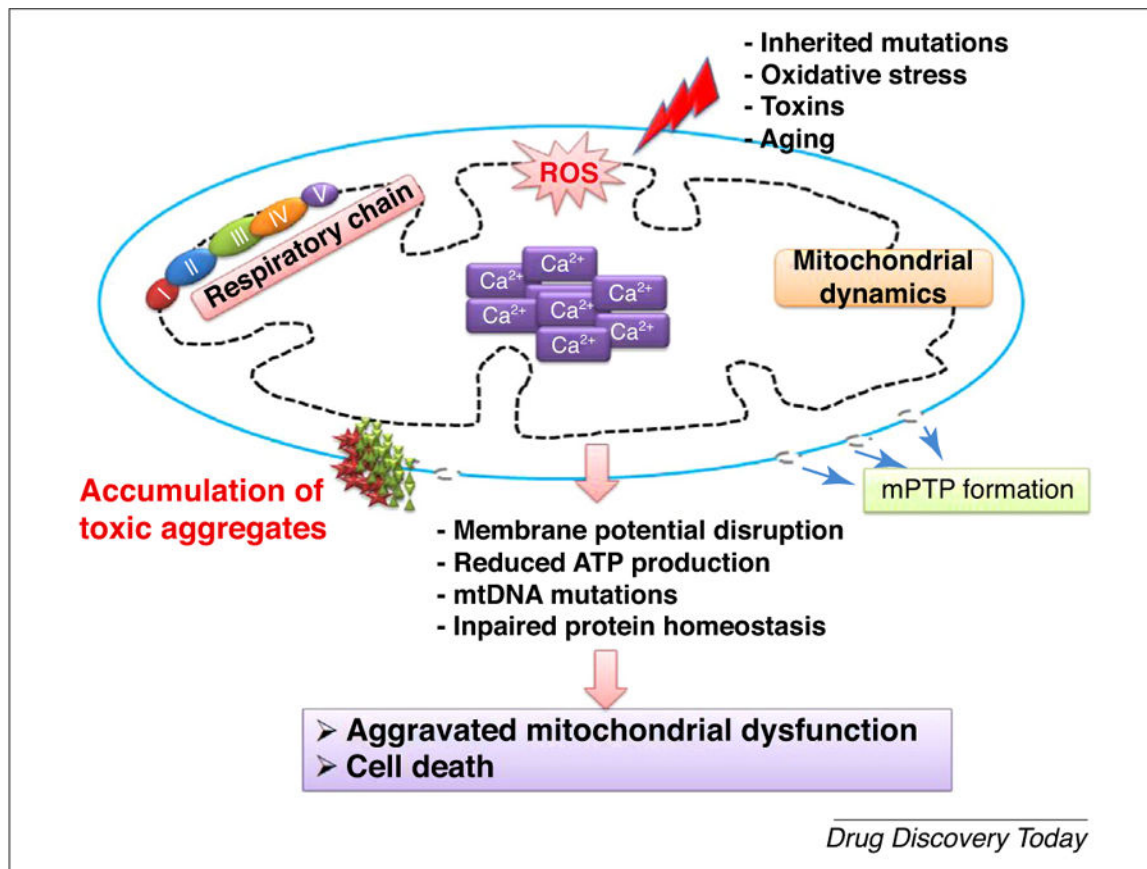 - Inherited mutations
- Oxidative stress
- Toxins
- Aging
ROS
I
II
III
IV
V
Respiratory chain
Ca²⁺
Ca²⁺
Ca²⁺
Ca²⁺
Ca²⁺
Ca²⁺
Ca²⁺
Ca²⁺
Mitochondrial
dynamics
Accumulation of
toxic aggregates
mPTP formation
- Membrane potential disruption
- Reduced ATP production
- mtDNA mutations
- Inpaired protein homeostasis
➢ Aggravated mitochondrial dysfunction
➢ Cell death
Drug Discovery Today